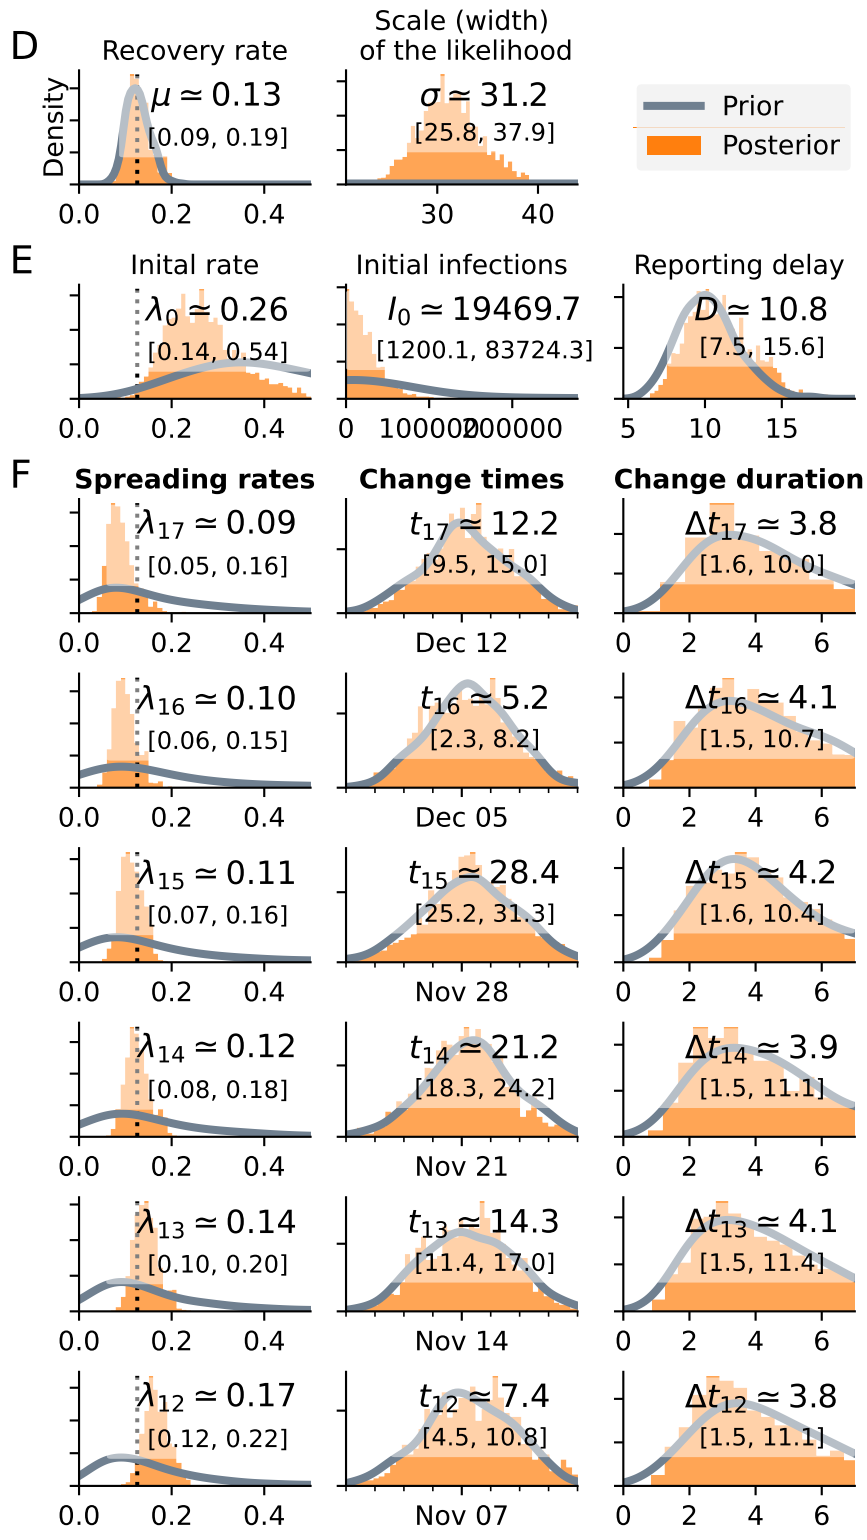 D
Recovery rate
Scale (width)
of the likelihood
Density
μ ≃ 0.13
[0.09, 0.19]
0.0 0.2 0.4
σ ≃ 31.2
[25.8, 37.9]
30 40
Prior
Posterior
E
Inital rate
Initial infections
Reporting delay
λ0 ≃ 0.26
[0.14, 0.54]
0.0 0.2 0.4
I0 ≃ 19469.7
[1200.1, 83724.3]
0 100000 200000
D ≃ 10.8
[7.5, 15.6]
5 10 15
F
Spreading rates
Change times
Change duration
λ17 ≃ 0.09
[0.05, 0.16]
0.0 0.2 0.4
t17 ≃ 12.2
[9.5, 15.0]
Dec 12
Δt17 ≃ 3.8
[1.6, 10.0]
0 2 4 6
λ16 ≃ 0.10
[0.06, 0.15]
0.0 0.2 0.4
t16 ≃ 5.2
[2.3, 8.2]
Dec 05
Δt16 ≃ 4.1
[1.5, 10.7]
0 2 4 6
λ15 ≃ 0.11
[0.07, 0.16]
0.0 0.2 0.4
t15 ≃ 28.4
[25.2, 31.3]
Nov 28
Δt15 ≃ 4.2
[1.6, 10.4]
0 2 4 6
λ14 ≃ 0.12
[0.08, 0.18]
0.0 0.2 0.4
t14 ≃ 21.2
[18.3, 24.2]
Nov 21
Δt14 ≃ 3.9
[1.5, 11.1]
0 2 4 6
λ13 ≃ 0.14
[0.10, 0.20]
0.0 0.2 0.4
t13 ≃ 14.3
[11.4, 17.0]
Nov 14
Δt13 ≃ 4.1
[1.5, 11.4]
0 2 4 6
λ12 ≃ 0.17
[0.12, 0.22]
0.0 0.2 0.4
t12 ≃ 7.4
[4.5, 10.8]
Nov 07
Δt12 ≃ 3.8
[1.5, 11.1]
0 2 4 6